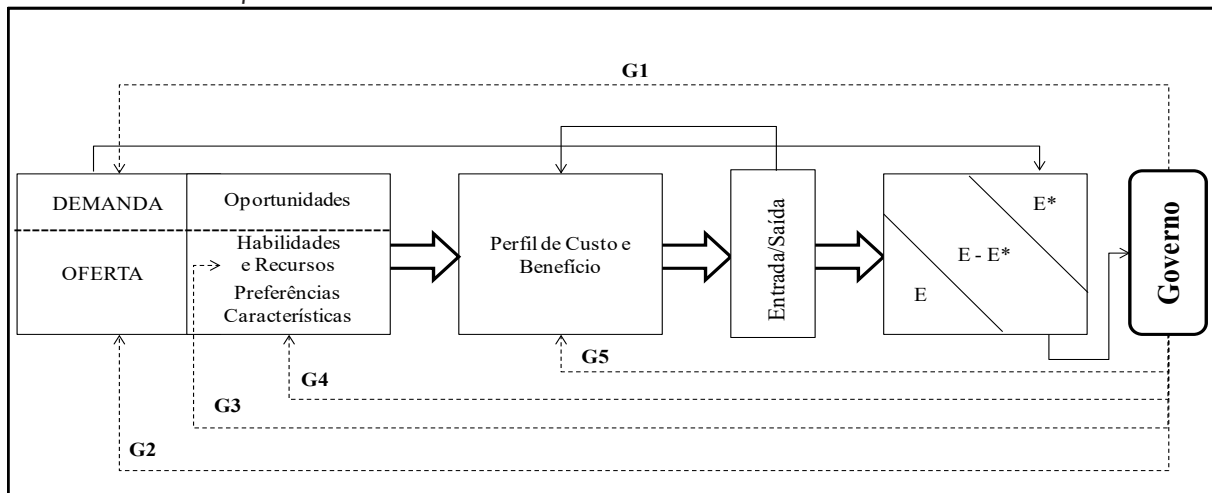 G1
DEMANDA
Oportunidades
OFERTA
Habilidades
e Recursos
Preferências
Características
Perfil de Custo e
Benefício
Entrada/Saída
E*
E - E*
E
Governo
G5
G4
G3
G2